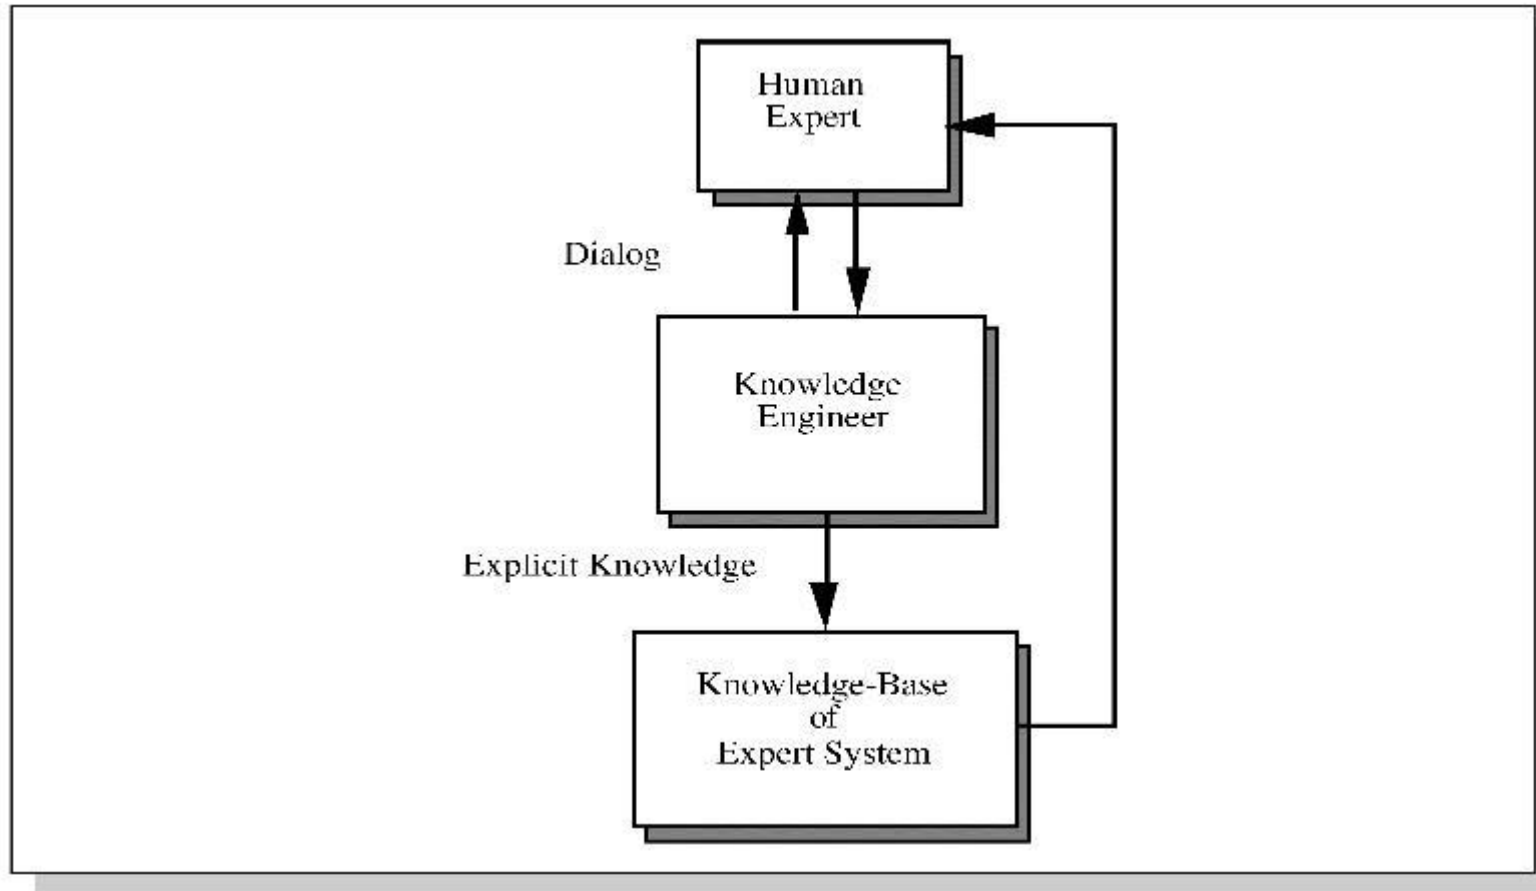 Human
Expert
Dialog
Knowledge
Engineer
Explicit Knowledge
Knowledge-Base
of
Expert System